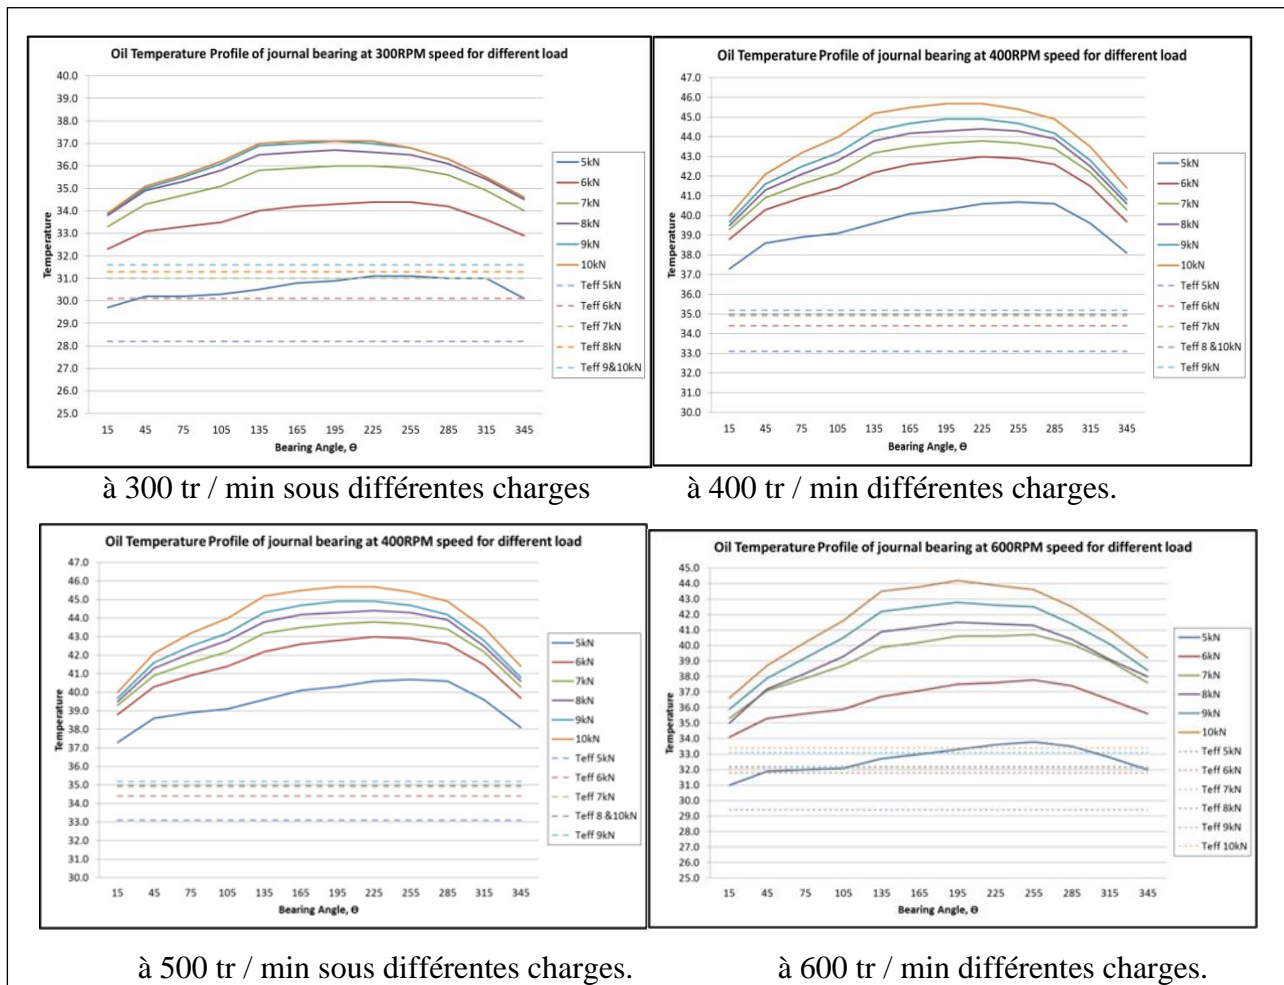 Oil Temperature Profile of journal bearing at 300RPM speed for different load
40.0
39.0
38.0
37.0
36.0
35.0
34.0
33.0
32.0
31.0
30.0
29.0
28.0
27.0
26.0
25.0
Temperature
15 45 75 105 135 165 195 225 255 285 315 345
Bearing Angle, Θ
5kN
6kN
7kN
8kN
9kN
10kN
Teff 5kN
Teff 6kN
Teff 7kN
Teff 8kN
Teff 9&10kN
Oil Temperature Profile of journal bearing at 400RPM speed for different load
47.0
46.0
45.0
44.0
43.0
42.0
41.0
40.0
39.0
38.0
37.0
36.0
35.0
34.0
33.0
32.0
31.0
30.0
Temperature
15 45 75 105 135 165 195 225 255 285 315 345
Bearing Angle, Θ
5kN
6kN
7kN
8kN
9kN
10kN
Teff 5kN
Teff 6kN
Teff 7kN
Teff 8 &10kN
Teff 9kN
à 300 tr / min sous différentes charges
à 400 tr / min différentes charges.
Oil Temperature Profile of journal bearing at 400RPM speed for different load
47.0
46.0
45.0
44.0
43.0
42.0
41.0
40.0
39.0
38.0
37.0
36.0
35.0
34.0
33.0
32.0
31.0
30.0
Temperature
15 45 75 105 135 165 195 225 255 285 315 345
Bearing Angle, Θ
5kN
6kN
7kN
8kN
9kN
10kN
Teff 5kN
Teff 6kN
Teff 7kN
Teff 8 &10kN
Teff 9kN
Oil Temperature Profile of journal bearing at 600RPM speed for different load
45.0
44.0
43.0
42.0
41.0
40.0
39.0
38.0
37.0
36.0
35.0
34.0
33.0
32.0
31.0
30.0
29.0
28.0
27.0
26.0
25.0
Temperature
15 45 75 105 135 165 195 225 255 285 315 345
Bearing Angle, Θ
5kN
6kN
7kN
8kN
9kN
10kN
Teff 5kN
Teff 6kN
Teff 7kN
Teff 8kN
Teff 9kN
Teff 10kN
à 500 tr / min sous différentes charges.
à 600 tr / min différentes charges.